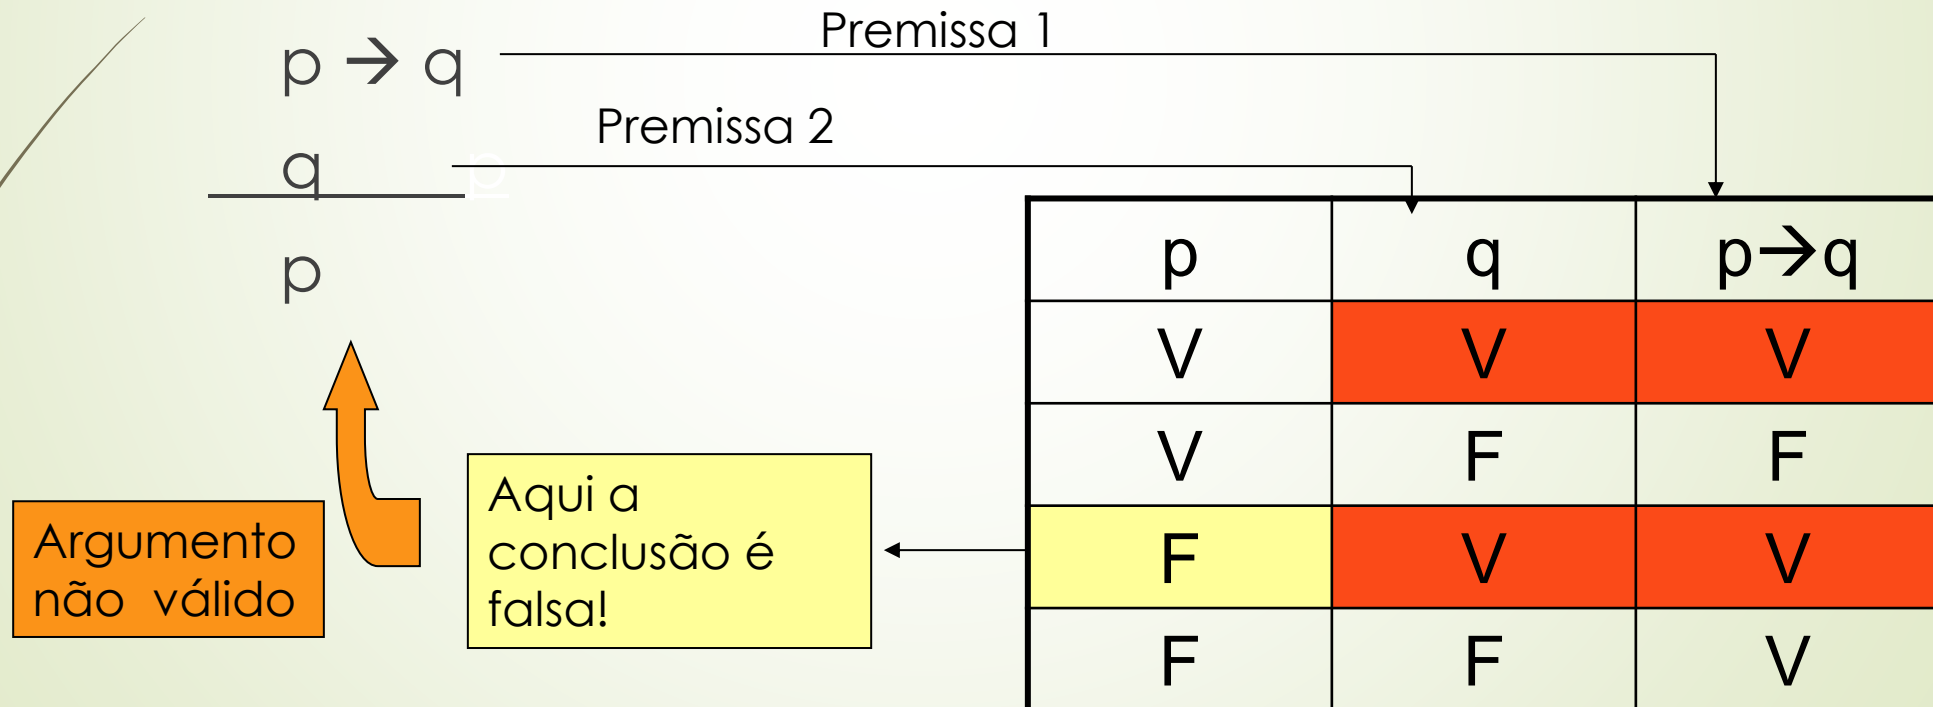 Premissa 1
p → q
Premissa 2
q p
p
p q p→q
V V V
V F F
F V V
F F V
Aqui a
conclusão é
falsa!
Argumento
não válido